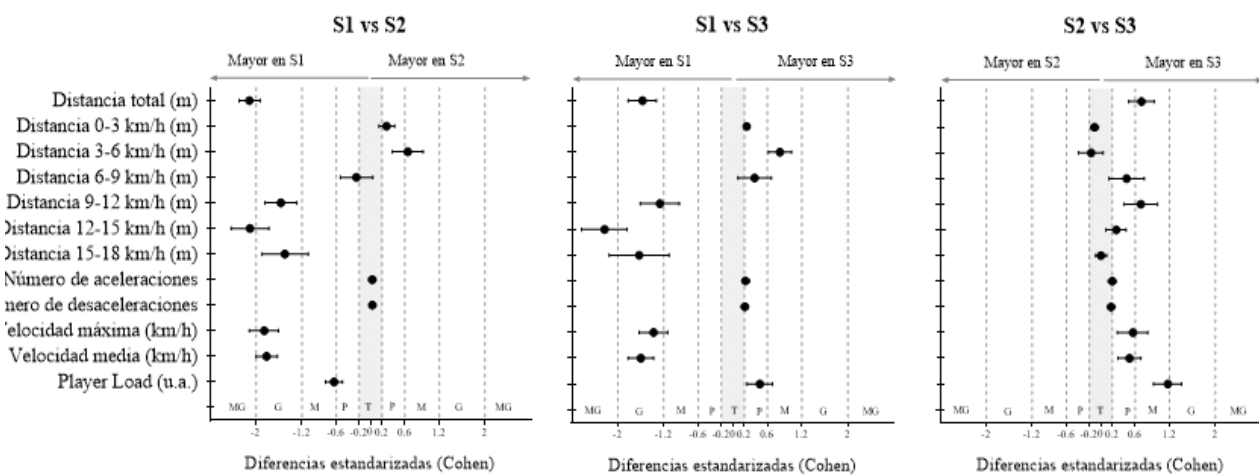 S1 vs S2
S1 vs S3
S2 vs S3
Mayor en S1 Mayor en S2
Mayor en S1 Mayor en S3
Mayor en S2 Mayor en S3
Distancia total (m)
Distancia 0-3 km/h (m)
Distancia 3-6 km/h (m)
Distancia 6-9 km/h (m)
Distancia 9-12 km/h (m)
Distancia 12-15 km/h (m)
Distancia 15-18 km/h (m)
Número de aceleraciones
mero de desaceleraciones
elocidad máxima (km/h)
Velocidad media (km/h)
Player Load (u.a.)
MG G M P T P M G MG
MG G M P T P M G MG
MG G M P T P M G MG
-2 -1.2 -0.6 -0.2 0 0.2 0.6 1.2 2
-2 -1.2 -0.6 -0.2 0 0.2 0.6 1.2 2
-2 -1.2 -0.6 -0.2 0 0.2 0.6 1.2 2
Diferencias estandarizadas (Cohen)
Diferencias estandarizadas (Cohen)
Diferencias estandarizadas (Cohen)